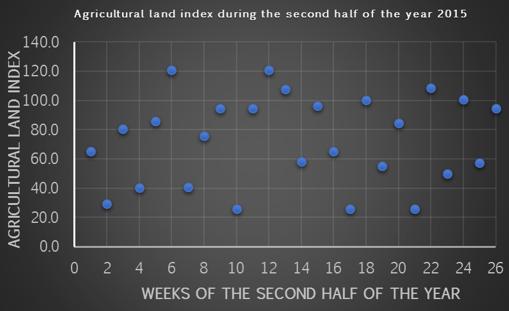 Agricultural land index during the second half of the year 2015
AGRICULTURAL LAND INDEX
140.0
120.0
100.0
80.0
60.0
40.0
20.0
0.0
0 2 4 6 8 10 12 14 16 18 20 22 24 26
WEEKS OF THE SECOND HALF OF THE YEAR